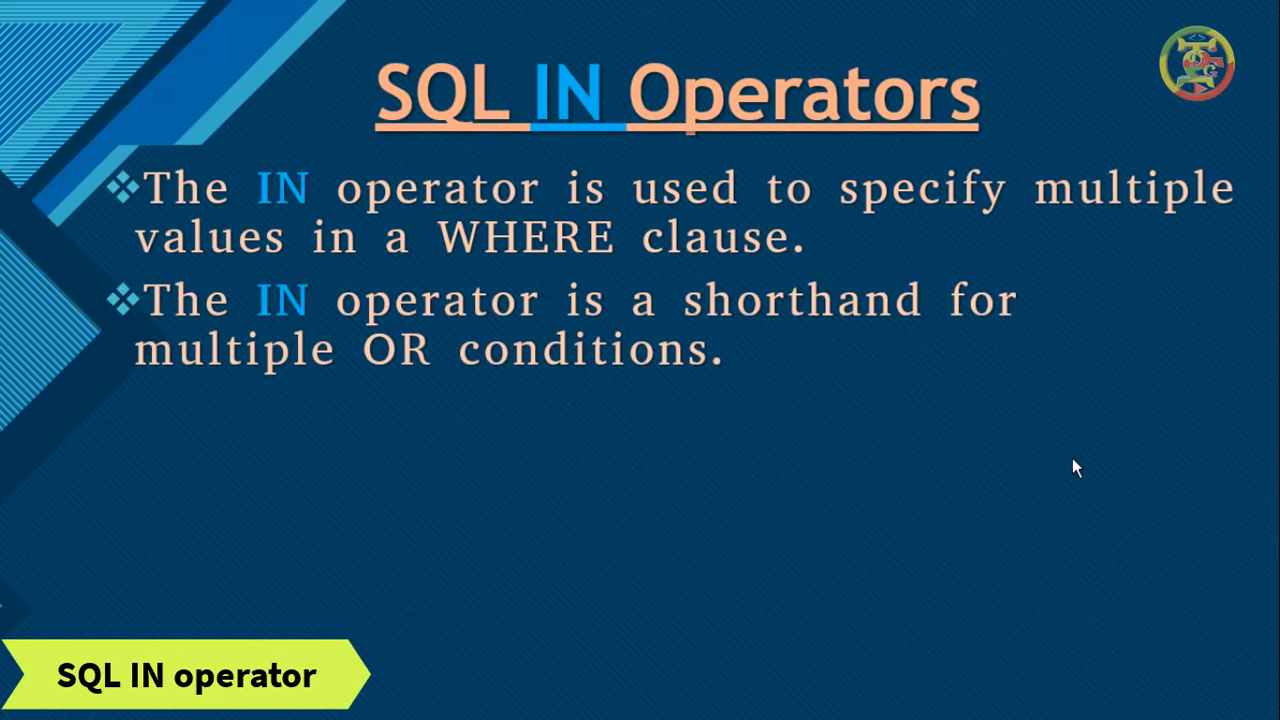 SQL IN Operators
❖The IN operator is used to specify multiple
values in a WHERE clause.
❖The IN operator is a shorthand for
multiple OR conditions.
SQL IN operator